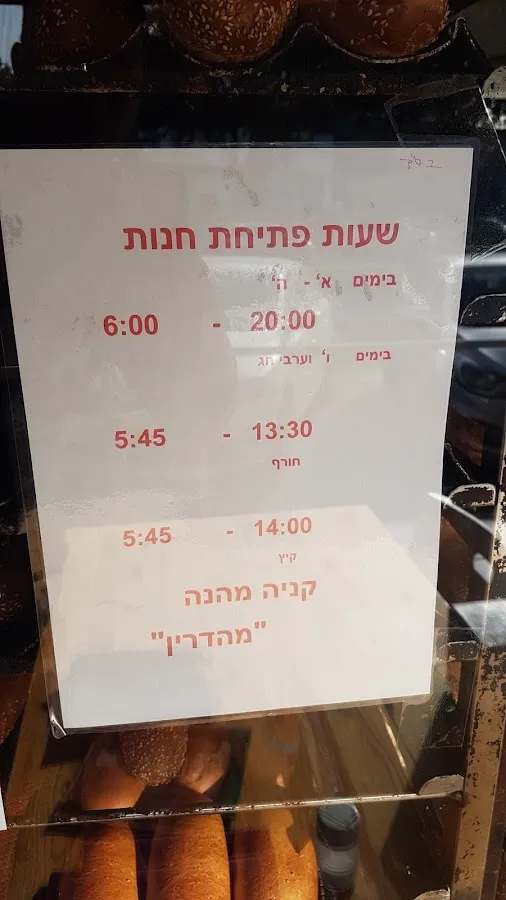 בס"ד
שעות פתיחת חנות
בימים א' - ה'
6:00 - 20:00
בימים ו' וערבי חג
5:45 - 13:30
חורף
5:45 - 14:00
קיץ
קניה מהנה
"מהדרין"